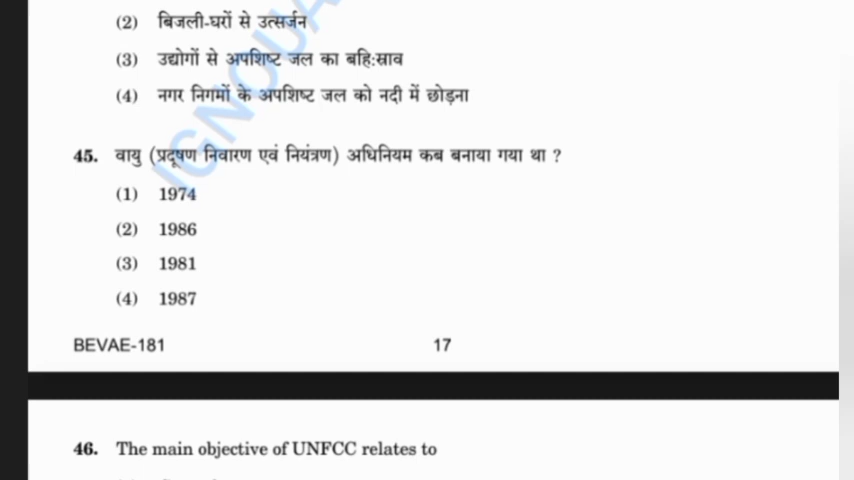 (2) बिजली-घरों से उत्सर्जन
(3) उद्योगों से अपशिष्ट जल का बहि:स्राव
(4) नगर निगमों के अपशिष्ट जल को नदी में छोड़ना
45. वायु (प्रदूषण निवारण एवं नियंत्रण) अधिनियम कब बनाया गया था ?
(1) 1974
(2) 1986
(3) 1981
(4) 1987
BEVAE-181 17
46. The main objective of UNFCC relates to